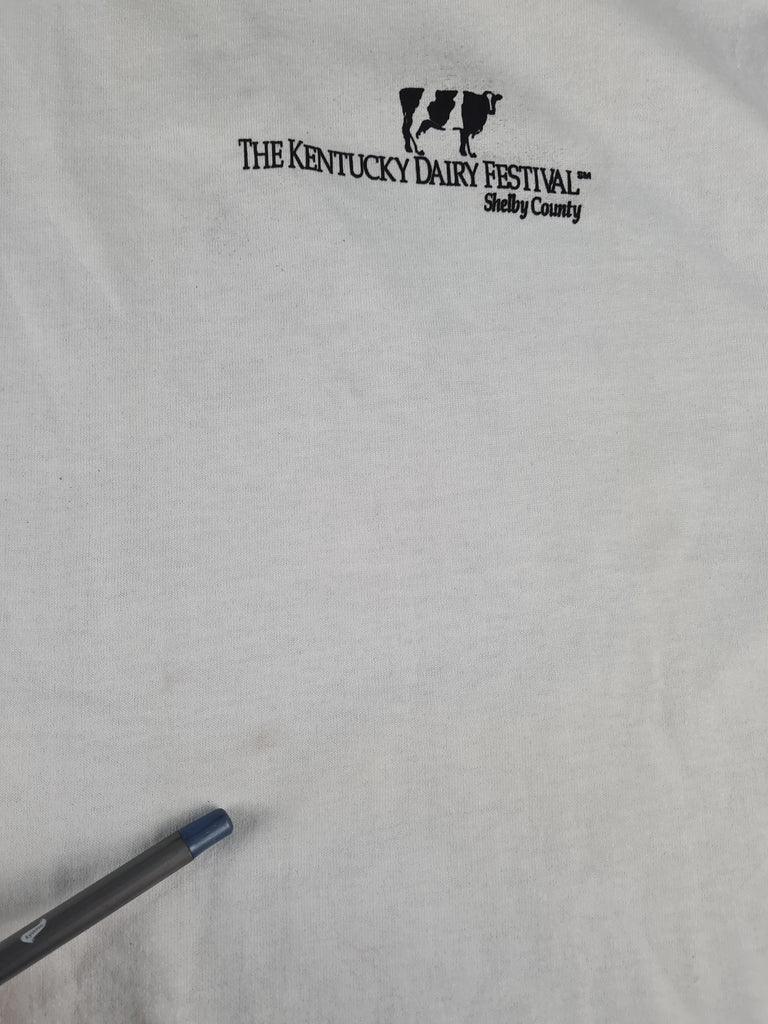 THE KENTUCKY DAIRY FESTIVAL℠
Shelby County